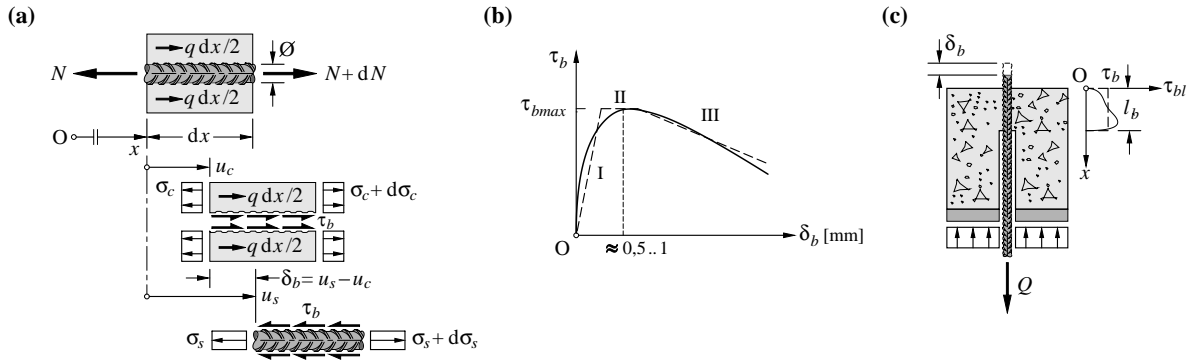 (a)
q dx/2
Ø
N
N + dN
q dx/2
O
x
dx
u_c
σ_c
q dx/2
σ_c + dσ_c
τ_b
q dx/2
δ_b = u_s − u_c
u_s
τ_b
σ_s
σ_s + dσ_s
(b)
τ_b
τ_bmax
II
III
I
O
≈ 0,5 .. 1
δ_b [mm]
(c)
δ_b
O
τ_b
τ_bl
l_b
x
Q